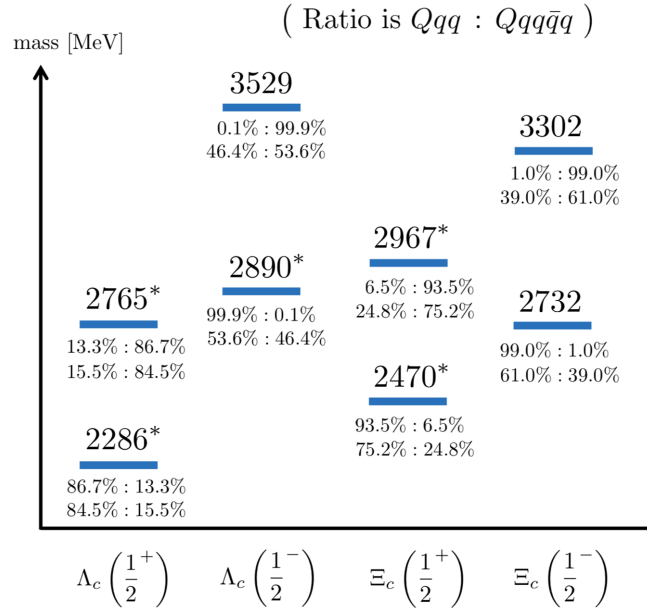 ( Ratio is Qqq : Qqqq̄q )
mass [MeV]
3529
0.1% : 99.9%
46.4% : 53.6%
3302
1.0% : 99.0%
39.0% : 61.0%
2967*
6.5% : 93.5%
24.8% : 75.2%
2890*
99.9% : 0.1%
53.6% : 46.4%
2765*
13.3% : 86.7%
15.5% : 84.5%
2732
99.0% : 1.0%
61.0% : 39.0%
2470*
93.5% : 6.5%
75.2% : 24.8%
2286*
86.7% : 13.3%
84.5% : 15.5%
Λc (1/2⁺)
Λc (1/2⁻)
Ξc (1/2⁺)
Ξc (1/2⁻)